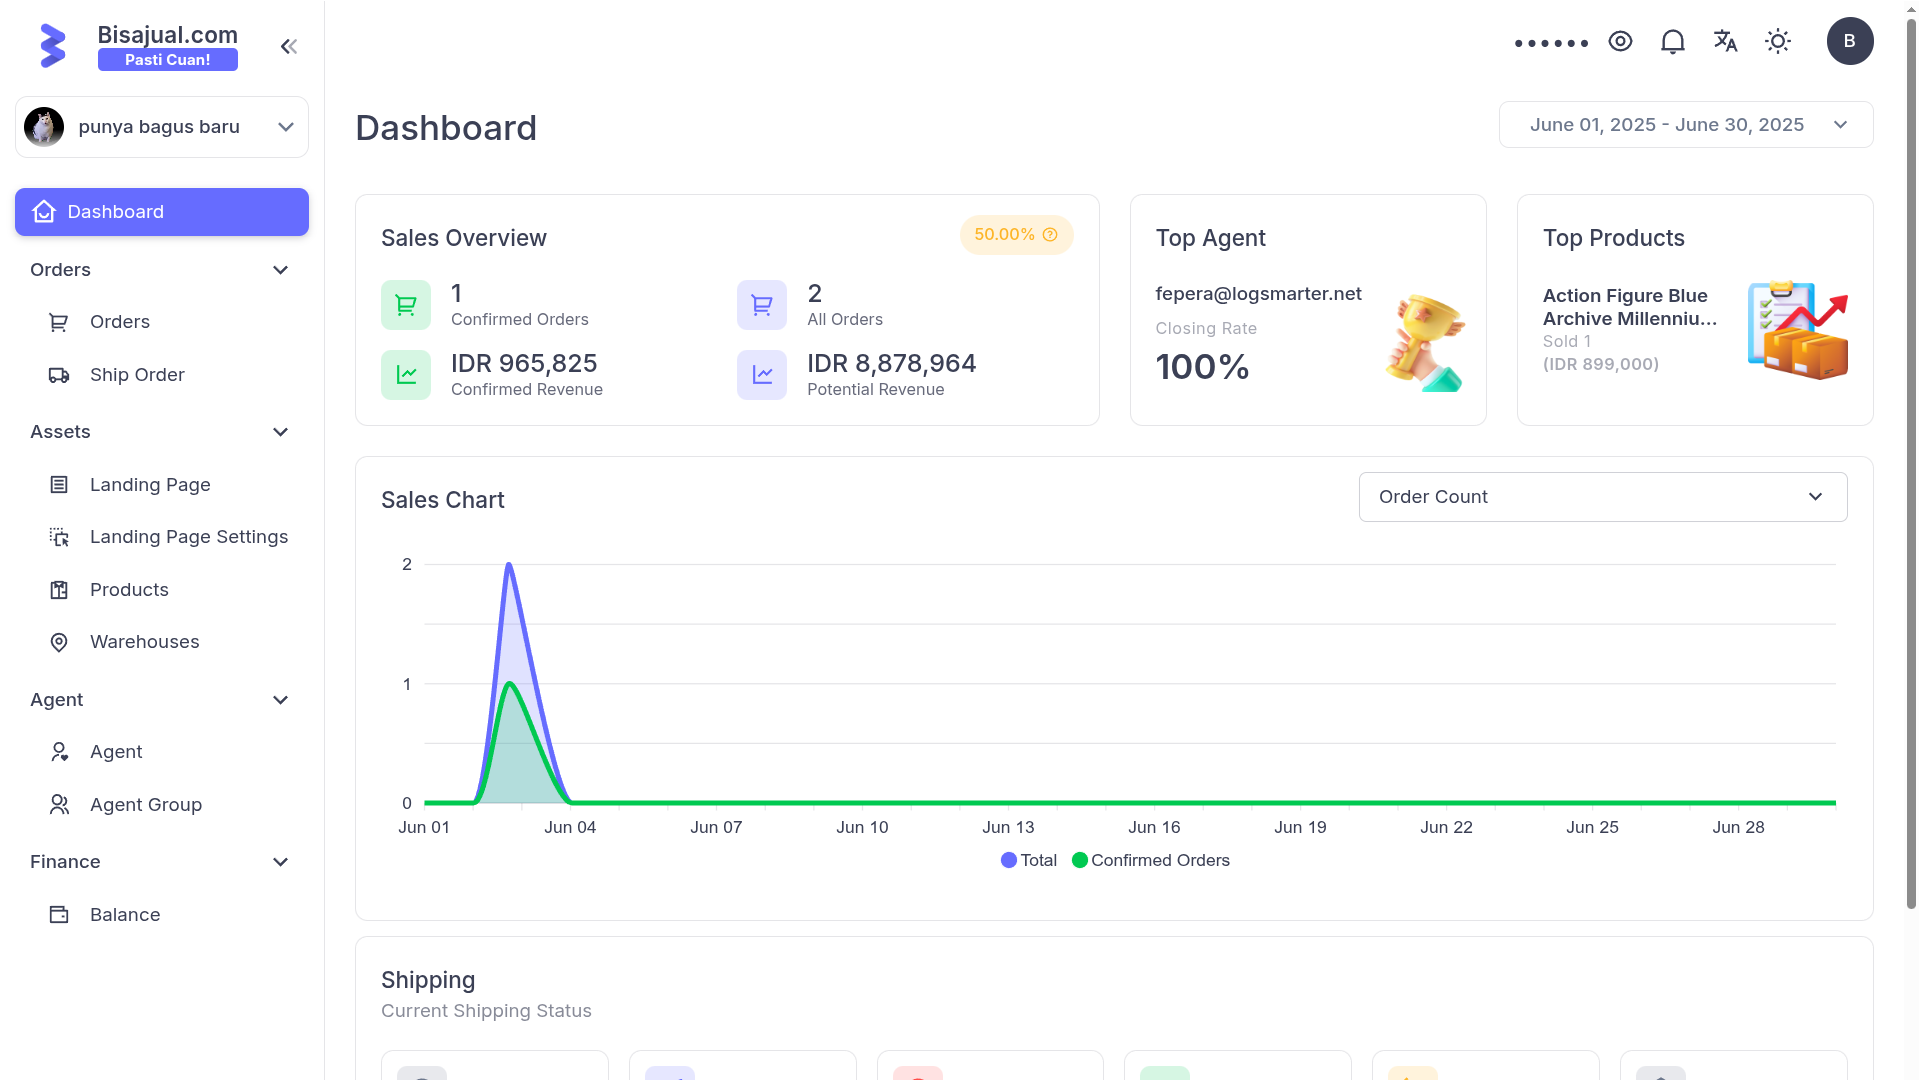 Bisajual.com
Pasti Cuan!
punya bagus baru
Dashboard
Orders
Orders
Ship Order
Assets
Landing Page
Landing Page Settings
Products
Warehouses
Agent
Agent
Agent Group
Finance
Balance
B
Dashboard
June 01, 2025 - June 30, 2025
Sales Overview
50.00%
1
Confirmed Orders
2
All Orders
IDR 965,825
Confirmed Revenue
IDR 8,878,964
Potential Revenue
Top Agent
fepera@logsmarter.net
Closing Rate
100%
Top Products
Action Figure Blue
Archive Millenniu...
Sold 1
(IDR 899,000)
Sales Chart
Order Count
2
1
0
Jun 01 Jun 04 Jun 07 Jun 10 Jun 13 Jun 16 Jun 19 Jun 22 Jun 25 Jun 28
Total Confirmed Orders
Shipping
Current Shipping Status